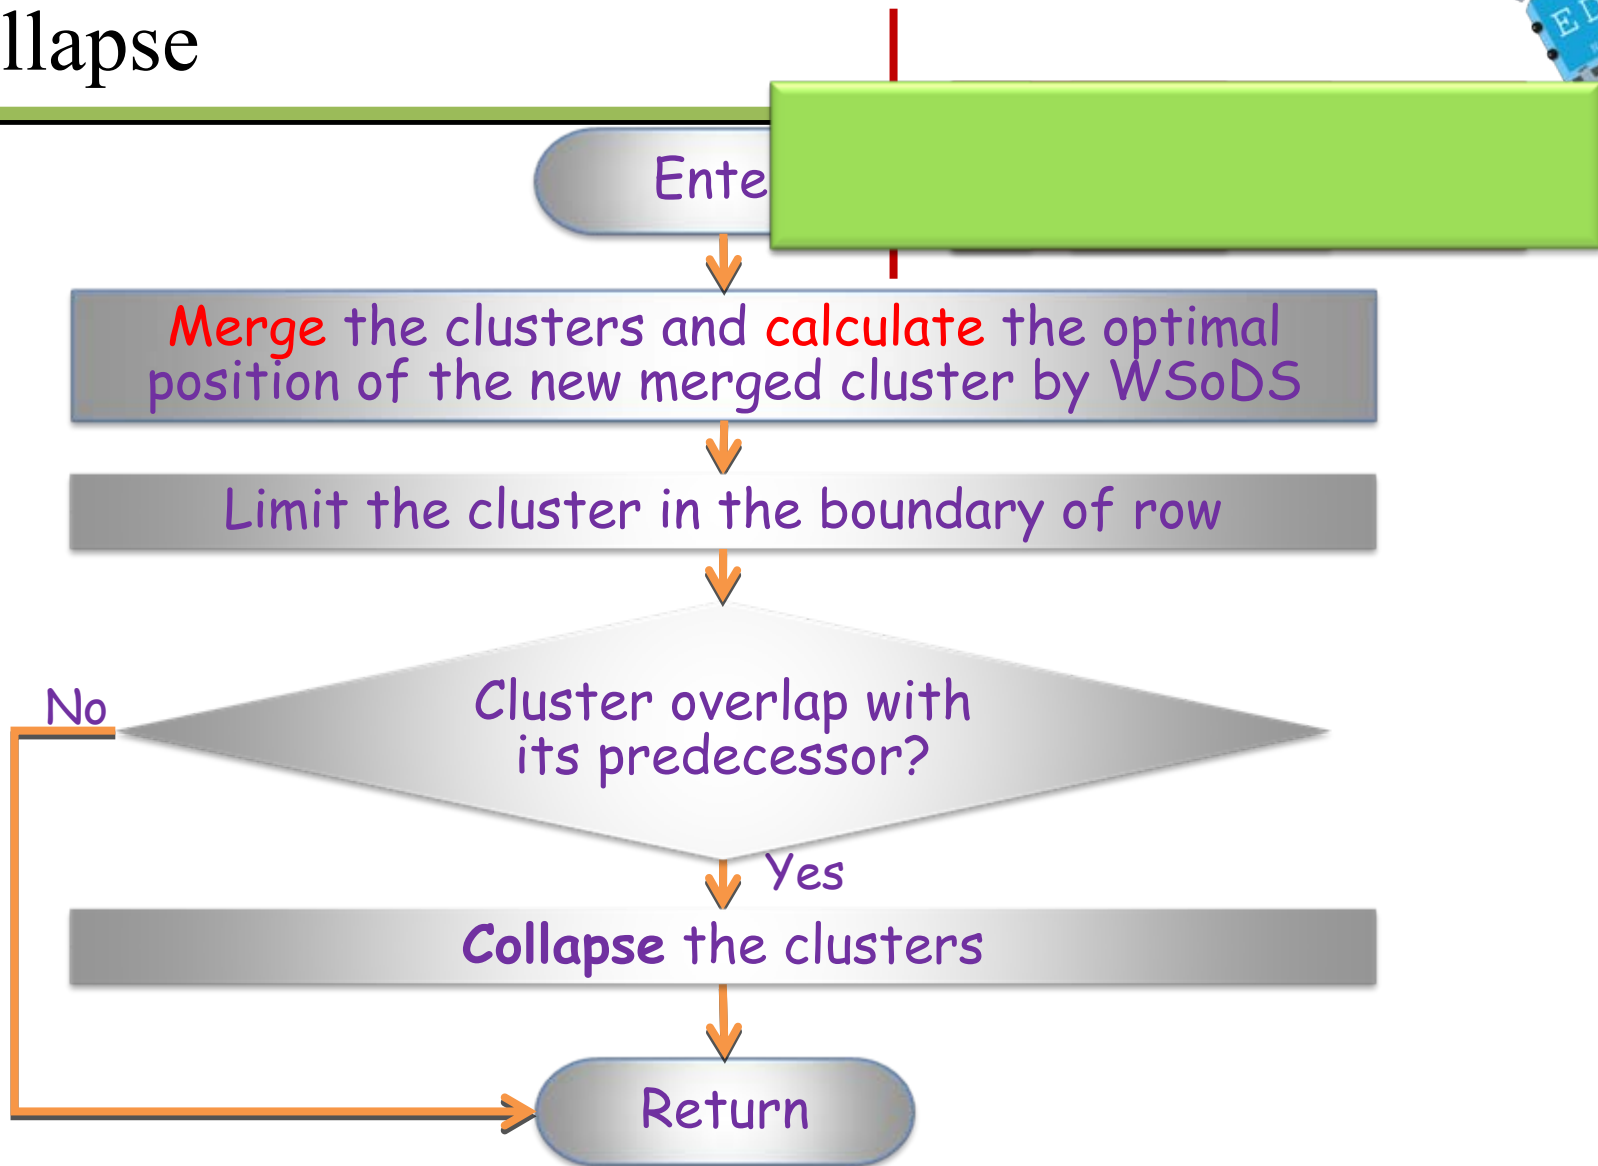 llapse
ED
Ente
Merge the clusters and calculate the optimal
position of the new merged cluster by WSoDS
Limit the cluster in the boundary of row
Cluster overlap with
its predecessor?
No
Yes
Collapse the clusters
Return